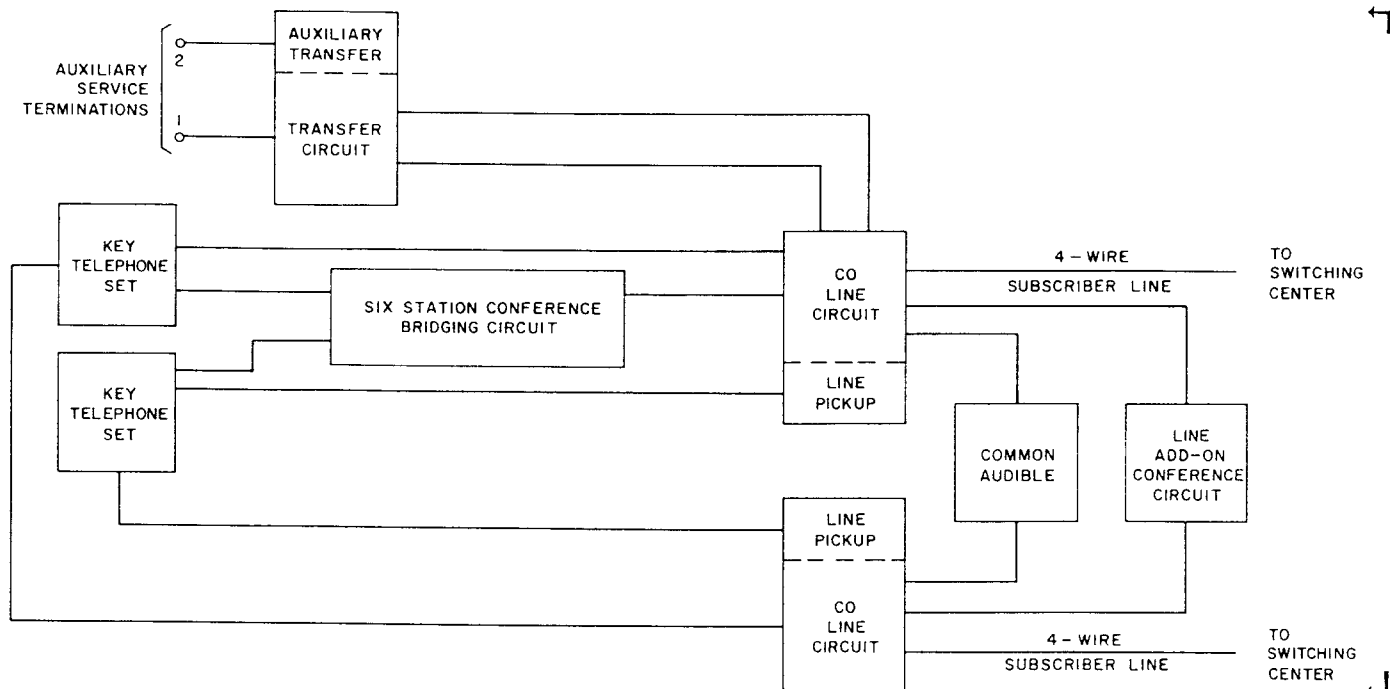 AUXILIARY
SERVICE
TERMINATIONS
2
1
AUXILIARY
TRANSFER
TRANSFER
CIRCUIT
KEY
TELEPHONE
SET
SIX STATION CONFERENCE
BRIDGING CIRCUIT
KEY
TELEPHONE
SET
CO
LINE
CIRCUIT
LINE
PICKUP
4-WIRE
SUBSCRIBER LINE
TO
SWITCHING
CENTER
COMMON
AUDIBLE
LINE
ADD-ON
CONFERENCE
CIRCUIT
LINE
PICKUP
CO
LINE
CIRCUIT
4-WIRE
SUBSCRIBER LINE
TO
SWITCHING
CENTER